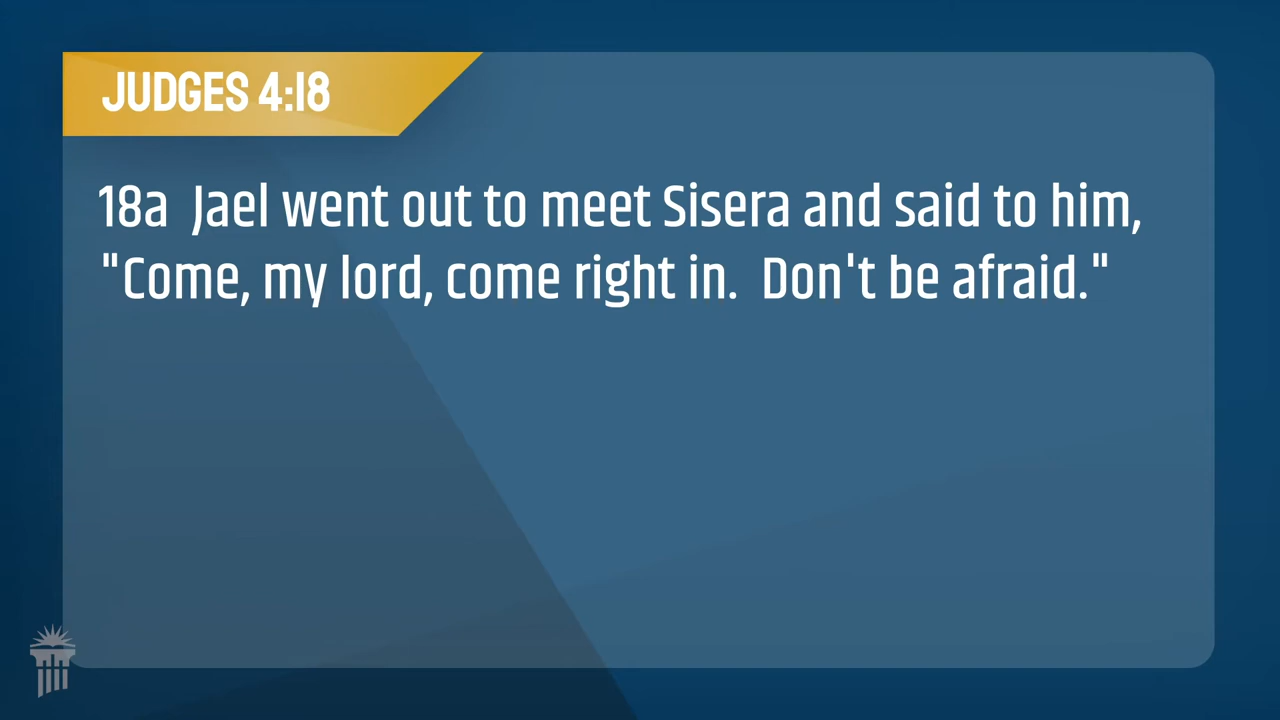 JUDGES 4:18
18a  Jael went out to meet Sisera and said to him,
"Come, my lord, come right in.  Don't be afraid."